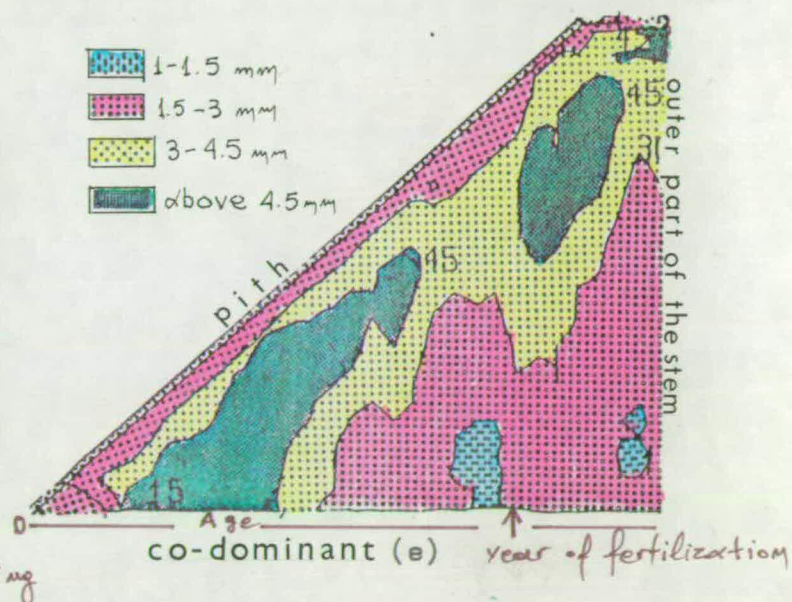 1-1.5 mm
1.5-3 mm
3-4.5 mm
above 4.5 mm
45
31
45
15
pith
outer part of the stem
0
Age
co-dominant (e)
year of fertilization